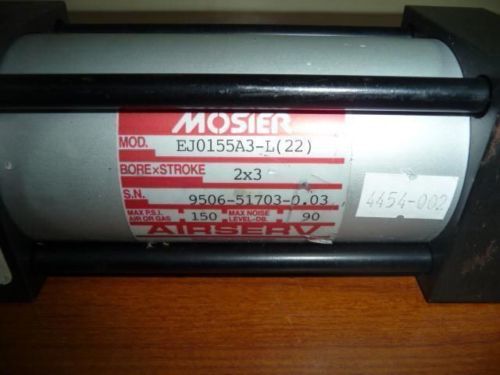 MOSIER
MOD. EJ0155A3-L(22)
BORE x STROKE 2x3
S.N. 9506-51703-0.03
MAX P.S.I. AIR OR GAS 150 MAX NOISE LEVEL-DB. 90
AIRSERV
4454-002